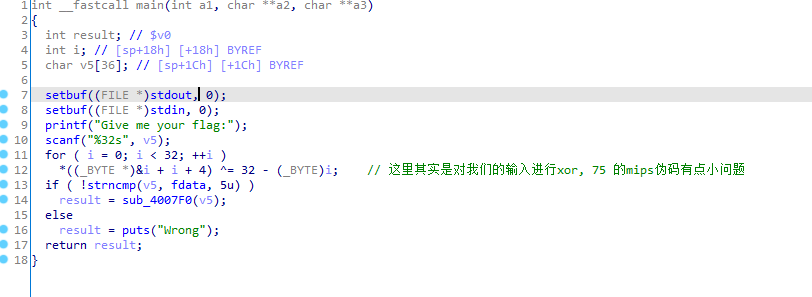 1 int __fastcall main(int a1, char **a2, char **a3)
2 {
3 int result; // $v0
4 int i; // [sp+18h] [+18h] BYREF
5 char v5[36]; // [sp+1Ch] [+1Ch] BYREF
6
7 setbuf((FILE *)stdout, 0);
8 setbuf((FILE *)stdin, 0);
9 printf("Give me your flag:");
10 scanf("%32s", v5);
11 for ( i = 0; i < 32; ++i )
12 *((_BYTE *)&i + i + 4) ^= 32 - (_BYTE)i; // 这里其实是对我们的输入进行xor, 75 的mips伪码有点小问题
13 if ( !strncmp(v5, fdata, 5u) )
14 result = sub_4007F0(v5);
15 else
16 result = puts("Wrong");
17 return result;
18 }